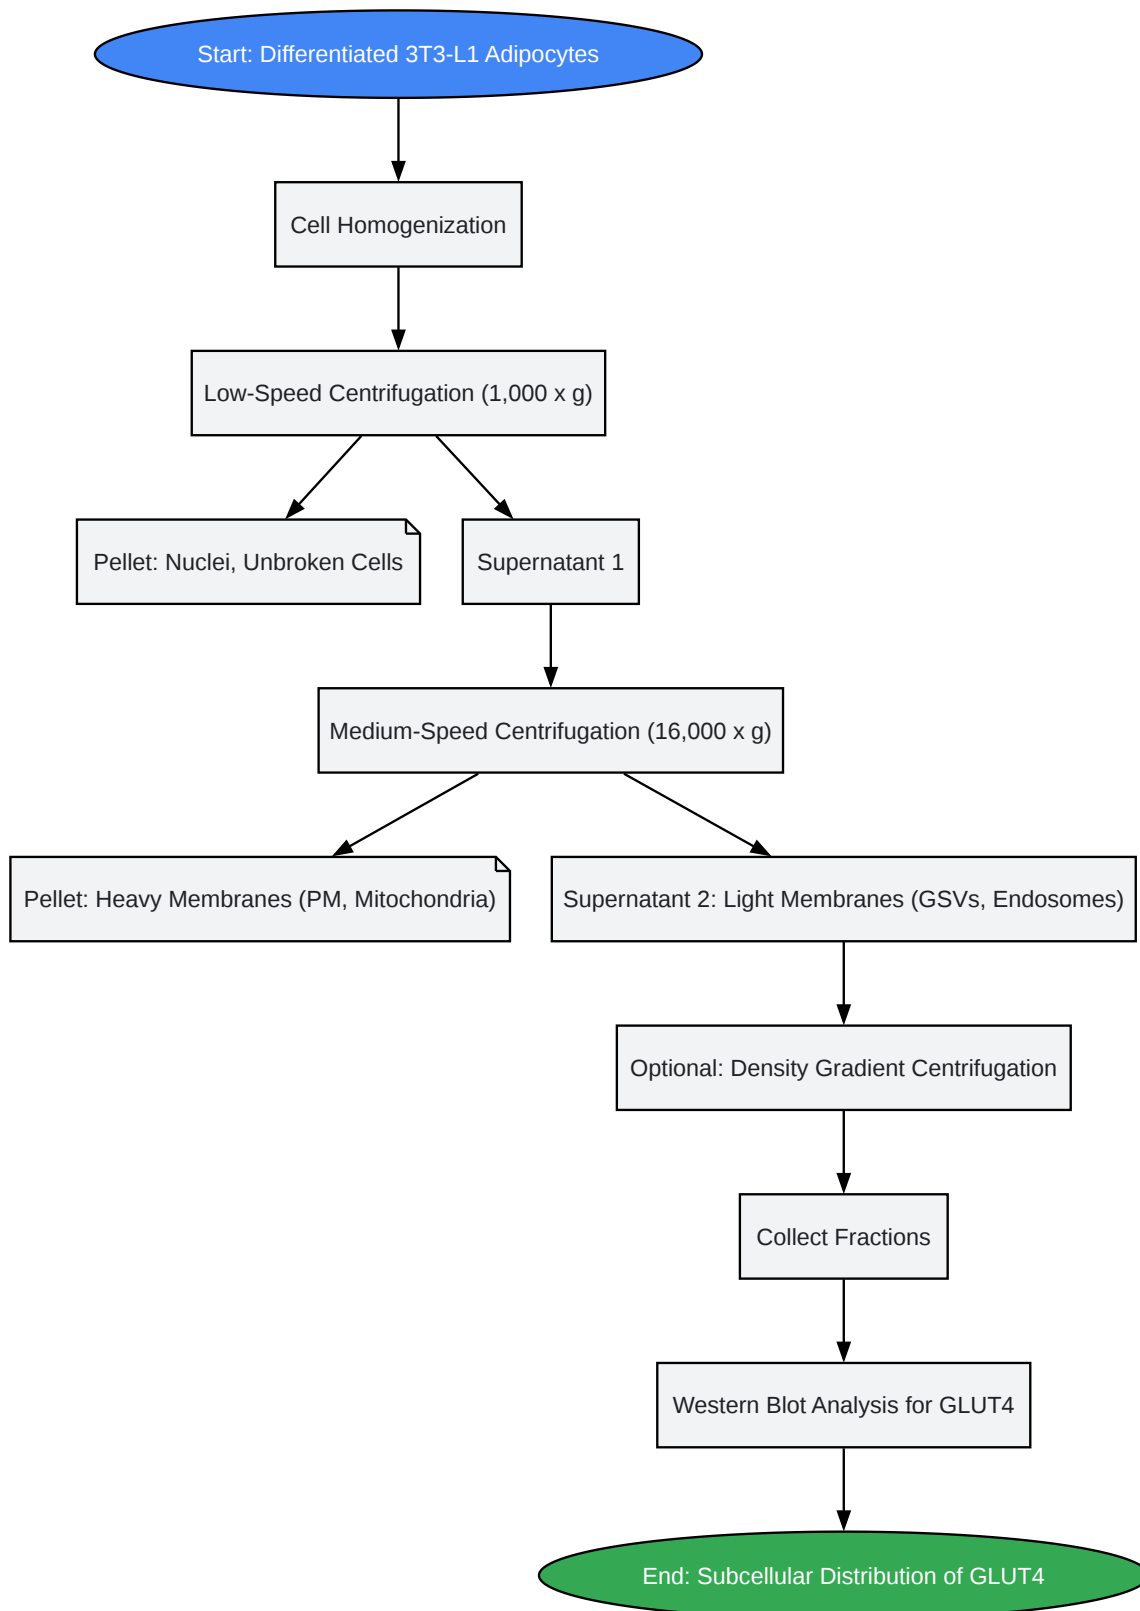 Start: Differentiated 3T3-L1 Adipocytes
Cell Homogenization
Low-Speed Centrifugation (1,000 x g)
Pellet: Nuclei, Unbroken Cells
Supernatant 1
Medium-Speed Centrifugation (16,000 x g)
Pellet: Heavy Membranes (PM, Mitochondria)
Supernatant 2: Light Membranes (GSVs, Endosomes)
Optional: Density Gradient Centrifugation
Collect Fractions
Western Blot Analysis for GLUT4
End: Subcellular Distribution of GLUT4